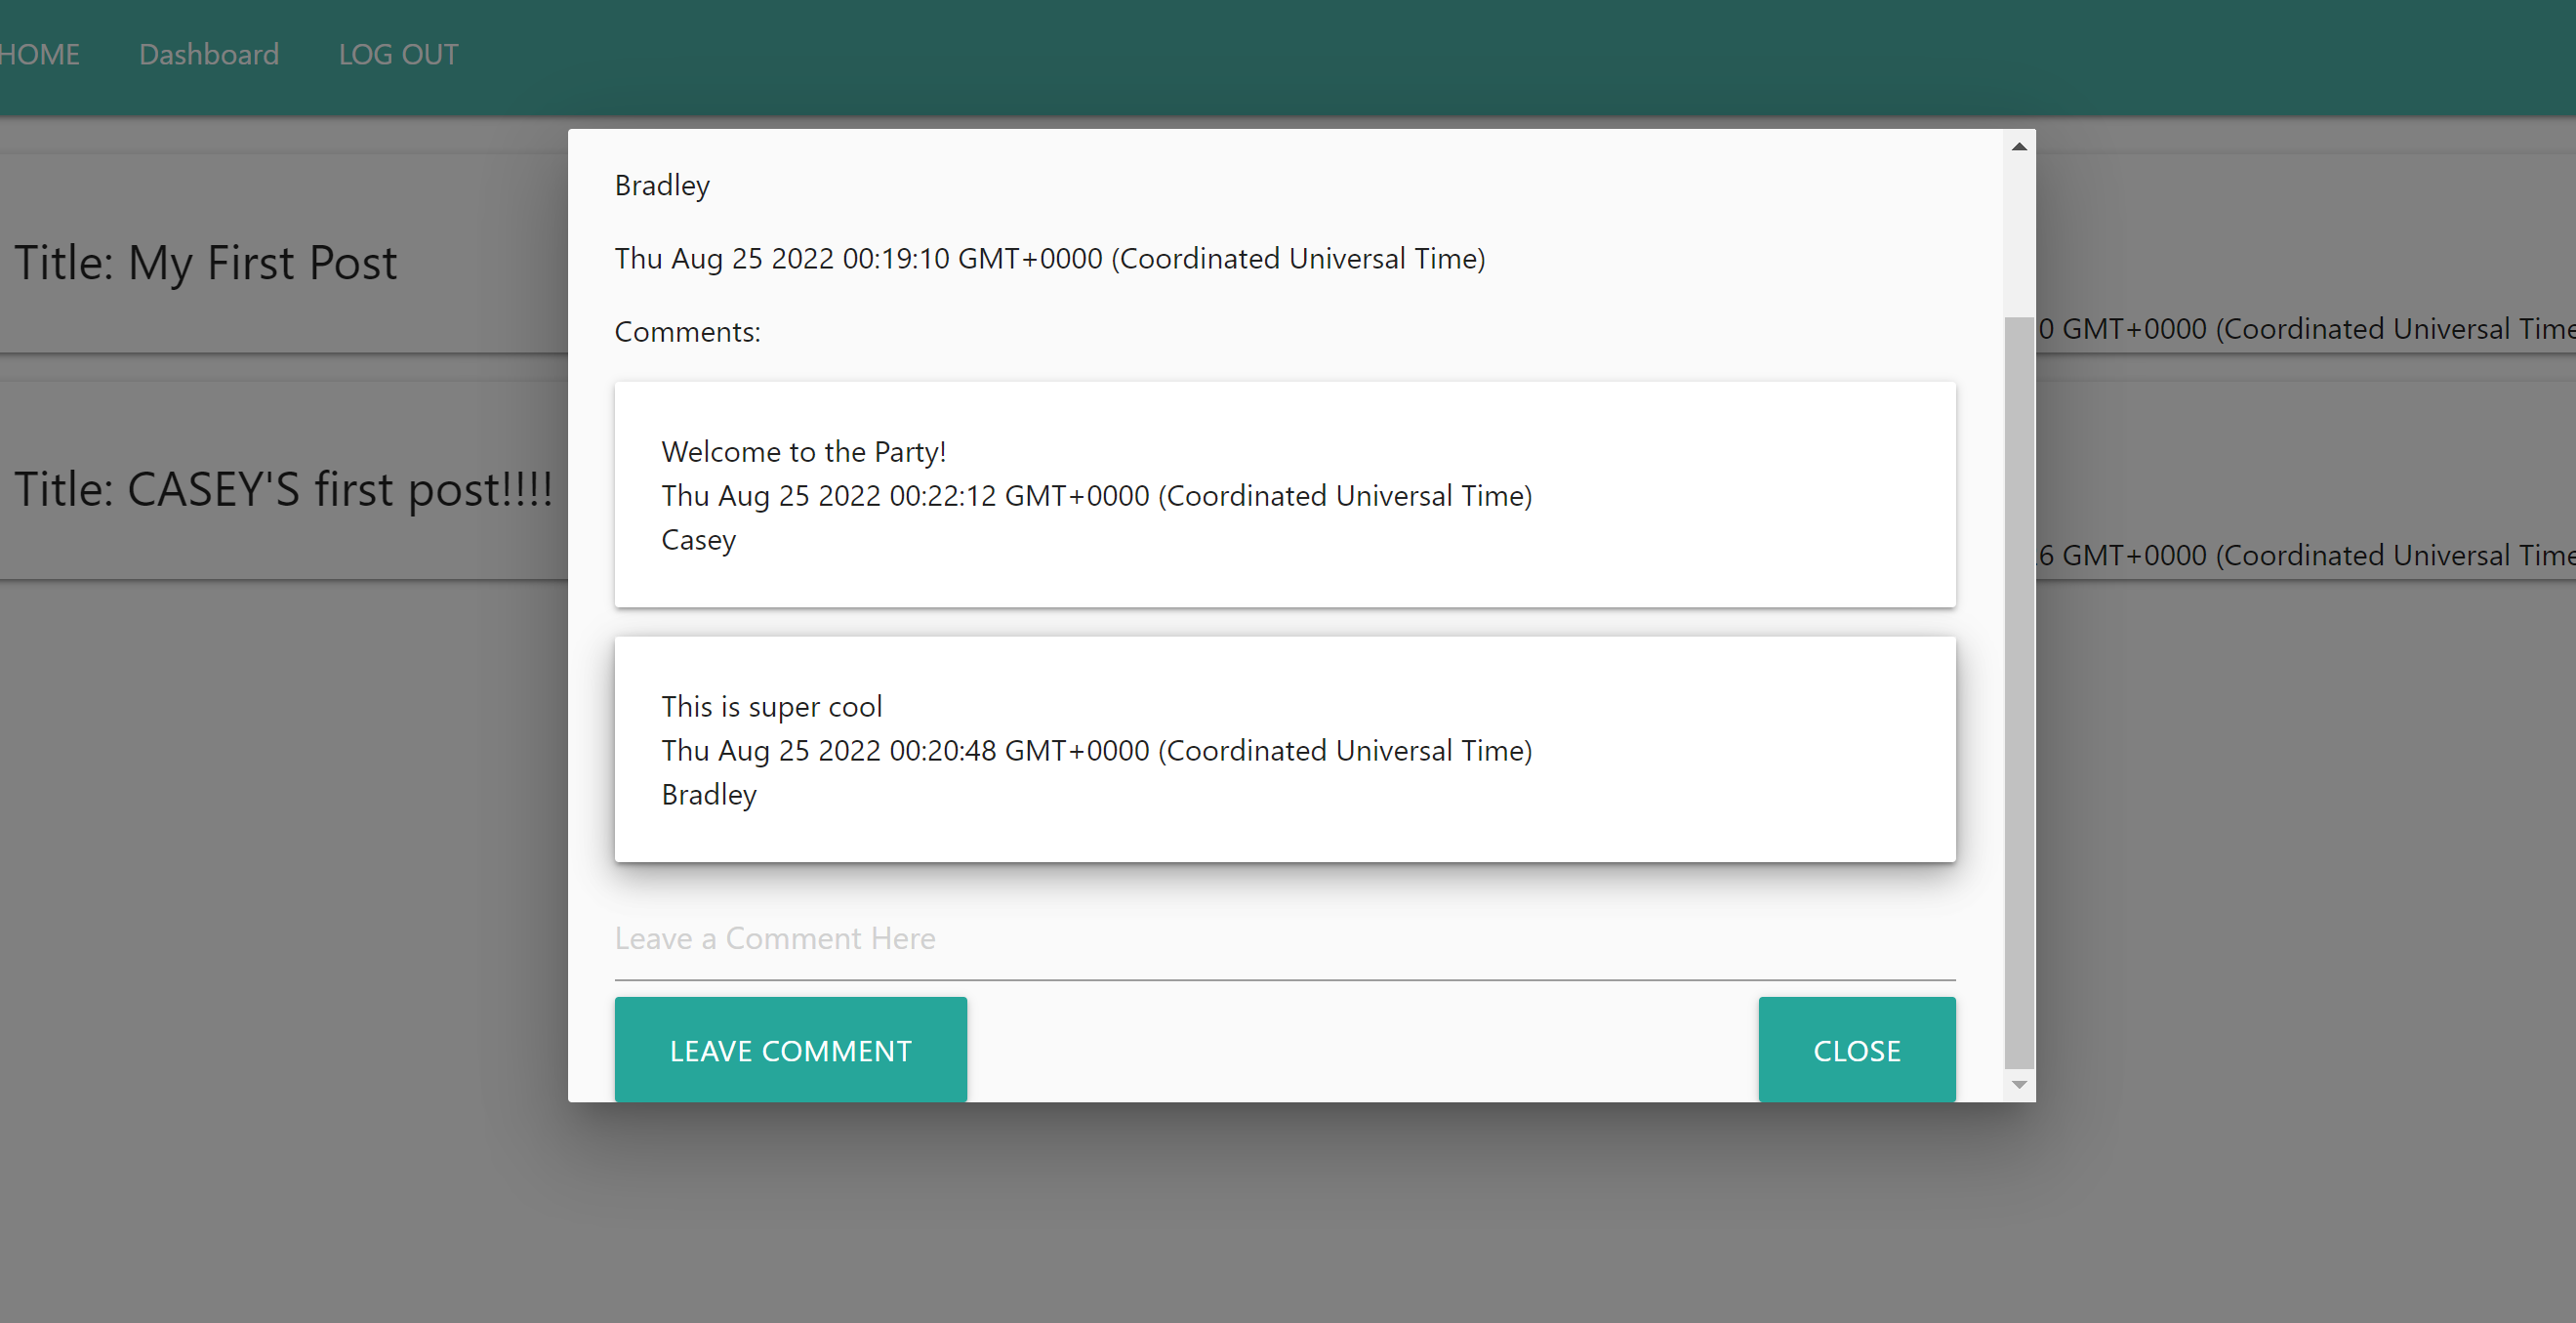 HOME Dashboard LOG OUT
Title: My First Post
0 GMT+0000 (Coordinated Universal Time
Title: CASEY'S first post!!!!
6 GMT+0000 (Coordinated Universal Time
Bradley
Thu Aug 25 2022 00:19:10 GMT+0000 (Coordinated Universal Time)
Comments:
Welcome to the Party!
Thu Aug 25 2022 00:22:12 GMT+0000 (Coordinated Universal Time)
Casey
This is super cool
Thu Aug 25 2022 00:20:48 GMT+0000 (Coordinated Universal Time)
Bradley
Leave a Comment Here
LEAVE COMMENT CLOSE